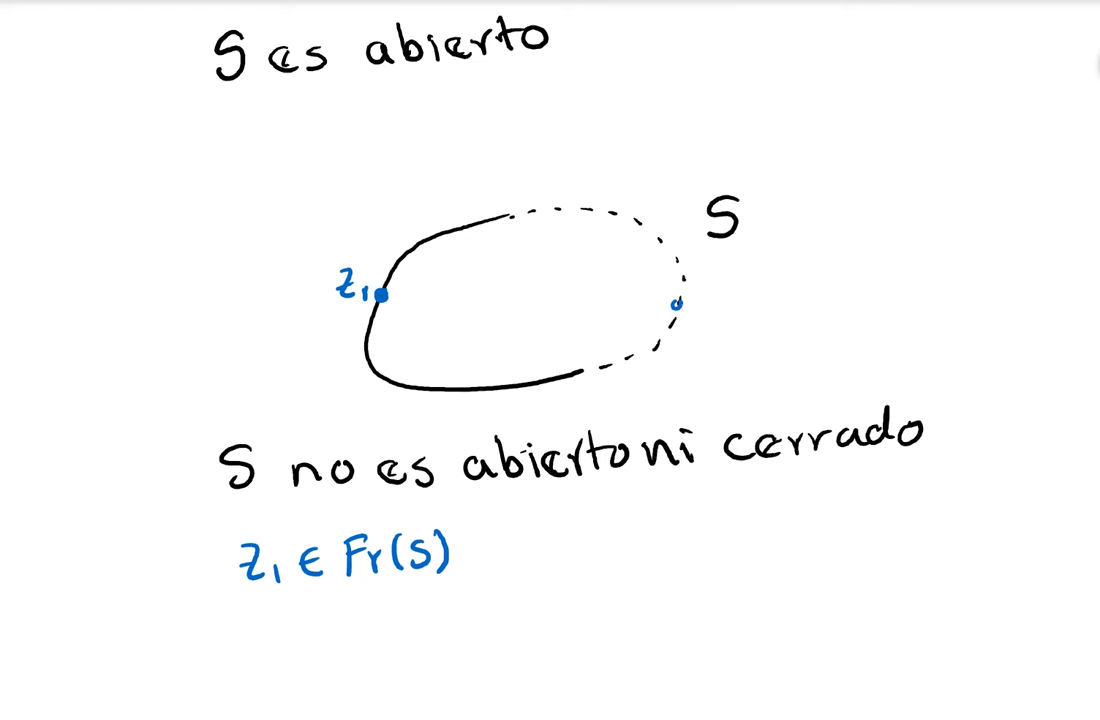 S es abierto
S
z₁
S no es abierto ni cerrado
z₁ ∈ Fr(S)